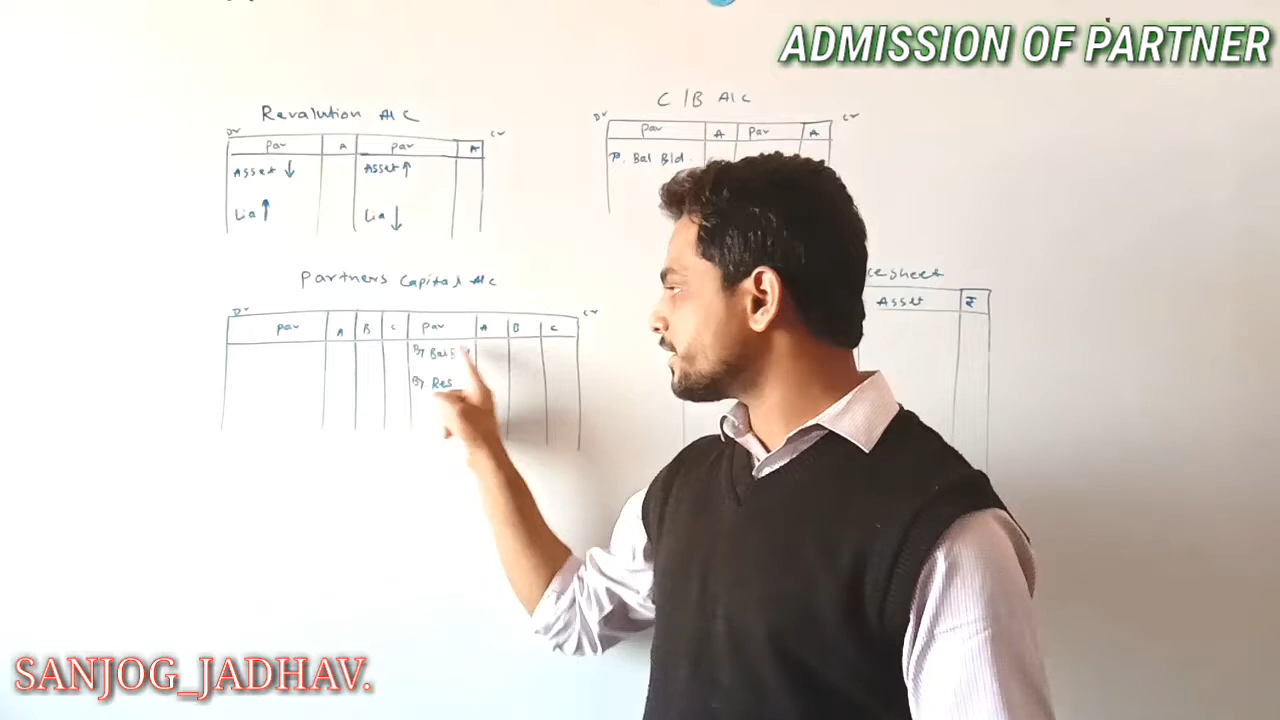 ADMISSION OF PARTNER
Revalution A/c
Dr Cr
Par A Par A
Asset ↓ Asset ↑
Lia ↑ Lia ↓
C/B A/c
Dr Cr
Par A Par A
To. Bal Bld.
Partners Capital A/c
Dr Cr
Par A B C Par A B C
By Bal B
By Res
cesheet
Asset ₹
SANJOG_JADHAV.